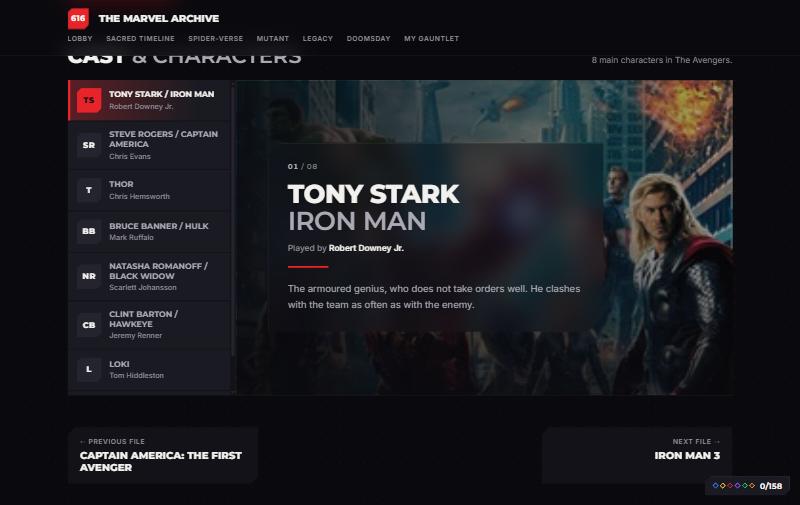 616
THE MARVEL ARCHIVE
LOBBY SACRED TIMELINE SPIDER-VERSE MUTANT LEGACY DOOMSDAY MY GAUNTLET
CAST & CHARACTERS
8 main characters in The Avengers.
TS
TONY STARK / IRON MAN
Robert Downey Jr.
SR
STEVE ROGERS / CAPTAIN
AMERICA
Chris Evans
T
THOR
Chris Hemsworth
BB
BRUCE BANNER / HULK
Mark Ruffalo
NR
NATASHA ROMANOFF /
BLACK WIDOW
Scarlett Johansson
CB
CLINT BARTON /
HAWKEYE
Jeremy Renner
L
LOKI
Tom Hiddleston
01 / 08
TONY STARK
IRON MAN
Played by Robert Downey Jr.
The armoured genius, who does not take orders well. He clashes
with the team as often as with the enemy.
← PREVIOUS FILE
CAPTAIN AMERICA: THE FIRST
AVENGER
NEXT FILE →
IRON MAN 3
0/158